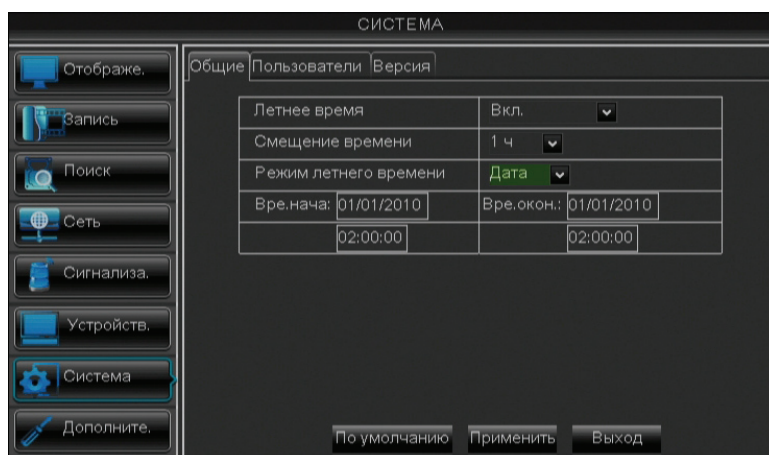 СИСТЕМА
Отображе.
Запись
Поиск
Сеть
Сигнализа.
Устройств.
Система
Дополните.
Общие Пользователи Версия
Летнее время Вкл.
Смещение времени 1 ч
Режим летнего времени Дата
Вре.нача: 01/01/2010 Вре.окон.: 01/01/2010
02:00:00 02:00:00
По умолчанию Применить Выход